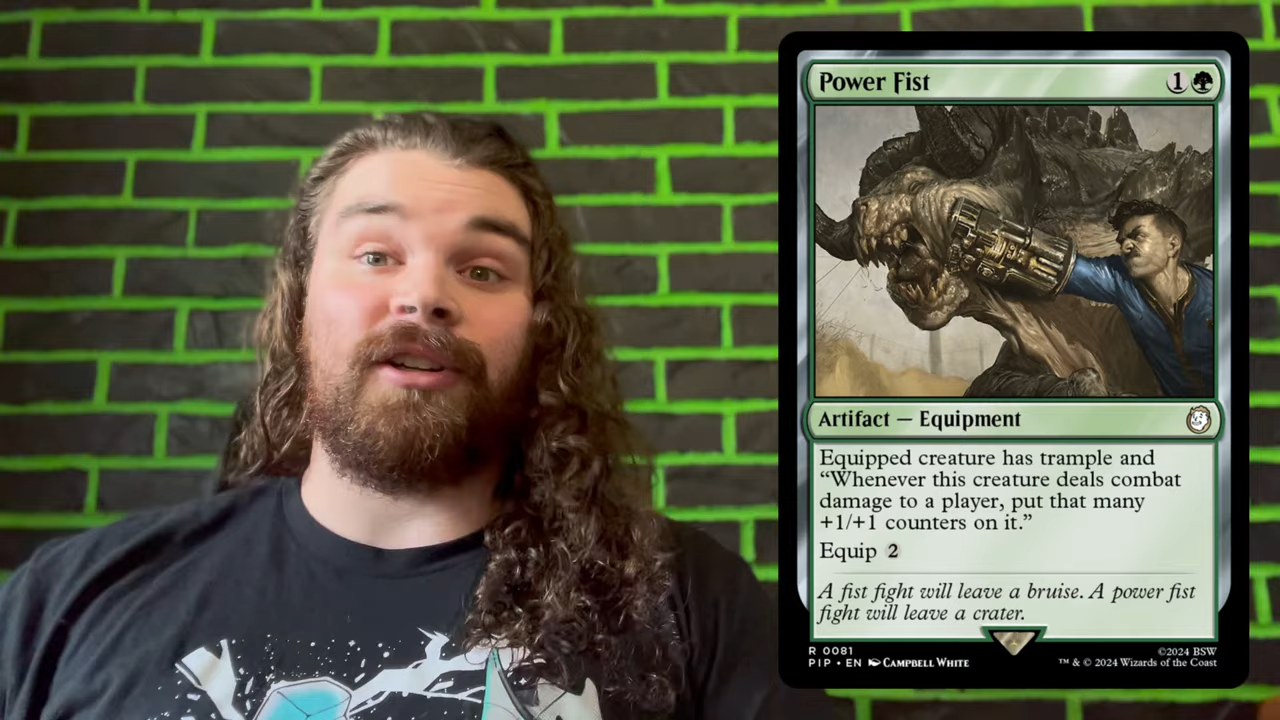 Power Fist 1
Artifact — Equipment
Equipped creature has trample and
“Whenever this creature deals combat
damage to a player, put that many
+1/+1 counters on it.”
Equip 2
A fist fight will leave a bruise. A power fist
fight will leave a crater.
R 0081 ©2024 BSW
PIP • EN CAMPBELL WHITE ™ & © 2024 Wizards of the Coast